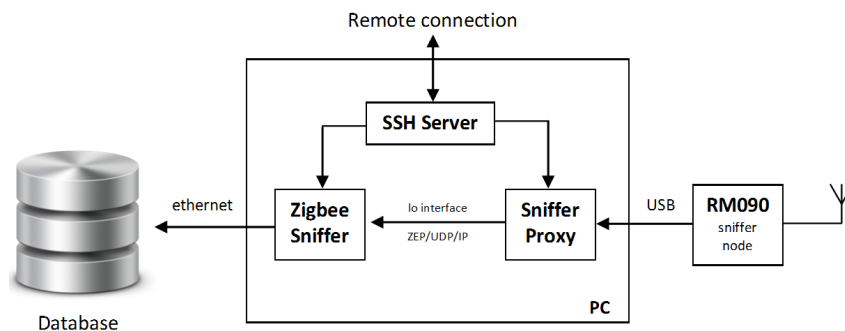 Remote connection
SSH Server
ethernet
Zigbee
Sniffer
lo interface
ZEP/UDP/IP
Sniffer
Proxy
USB
RM090
sniffer
node
PC
Database